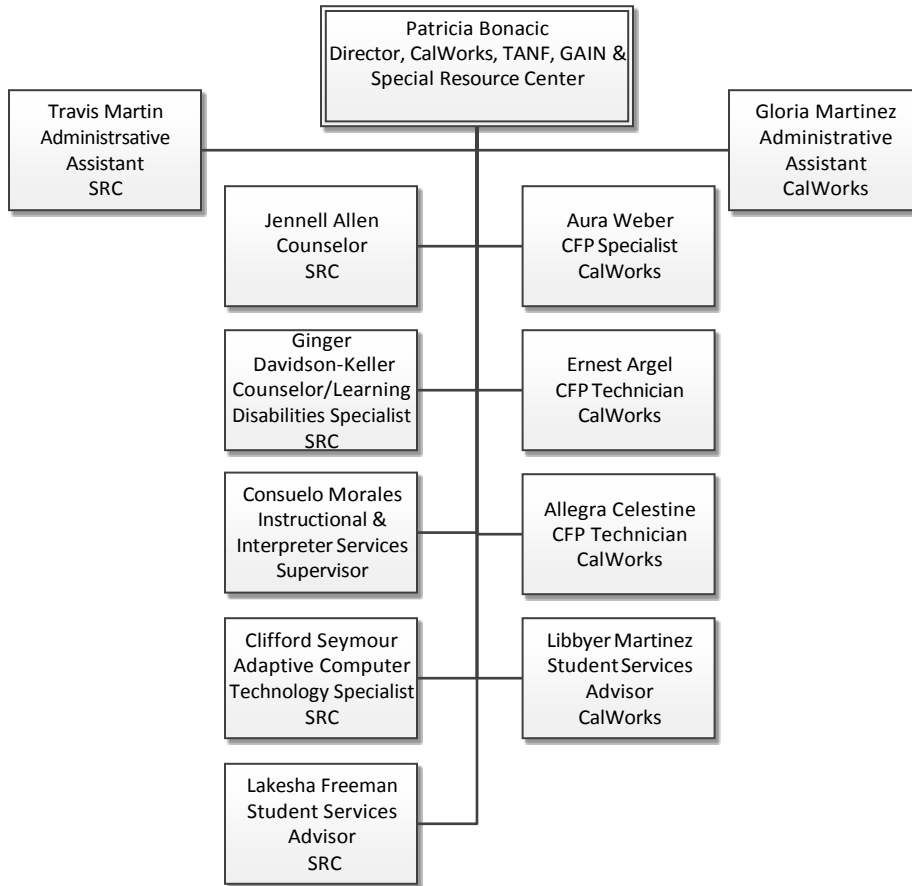 Patricia Bonacic
Director, CalWorks, TANF, GAIN &
Special Resource Center
Travis Martin
Administrsative
Assistant
SRC
Gloria Martinez
Administrative
Assistant
CalWorks
Jennell Allen
Counselor
SRC
Aura Weber
CFP Specialist
CalWorks
Ginger
Davidson-Keller
Counselor/Learning
Disabilities Specialist
SRC
Ernest Argel
CFP Technician
CalWorks
Consuelo Morales
Instructional &
Interpreter Services
Supervisor
Allegra Celestine
CFP Technician
CalWorks
Clifford Seymour
Adaptive Computer
Technology Specialist
SRC
Libbyer Martinez
Student Services
Advisor
CalWorks
Lakesha Freeman
Student Services
Advisor
SRC